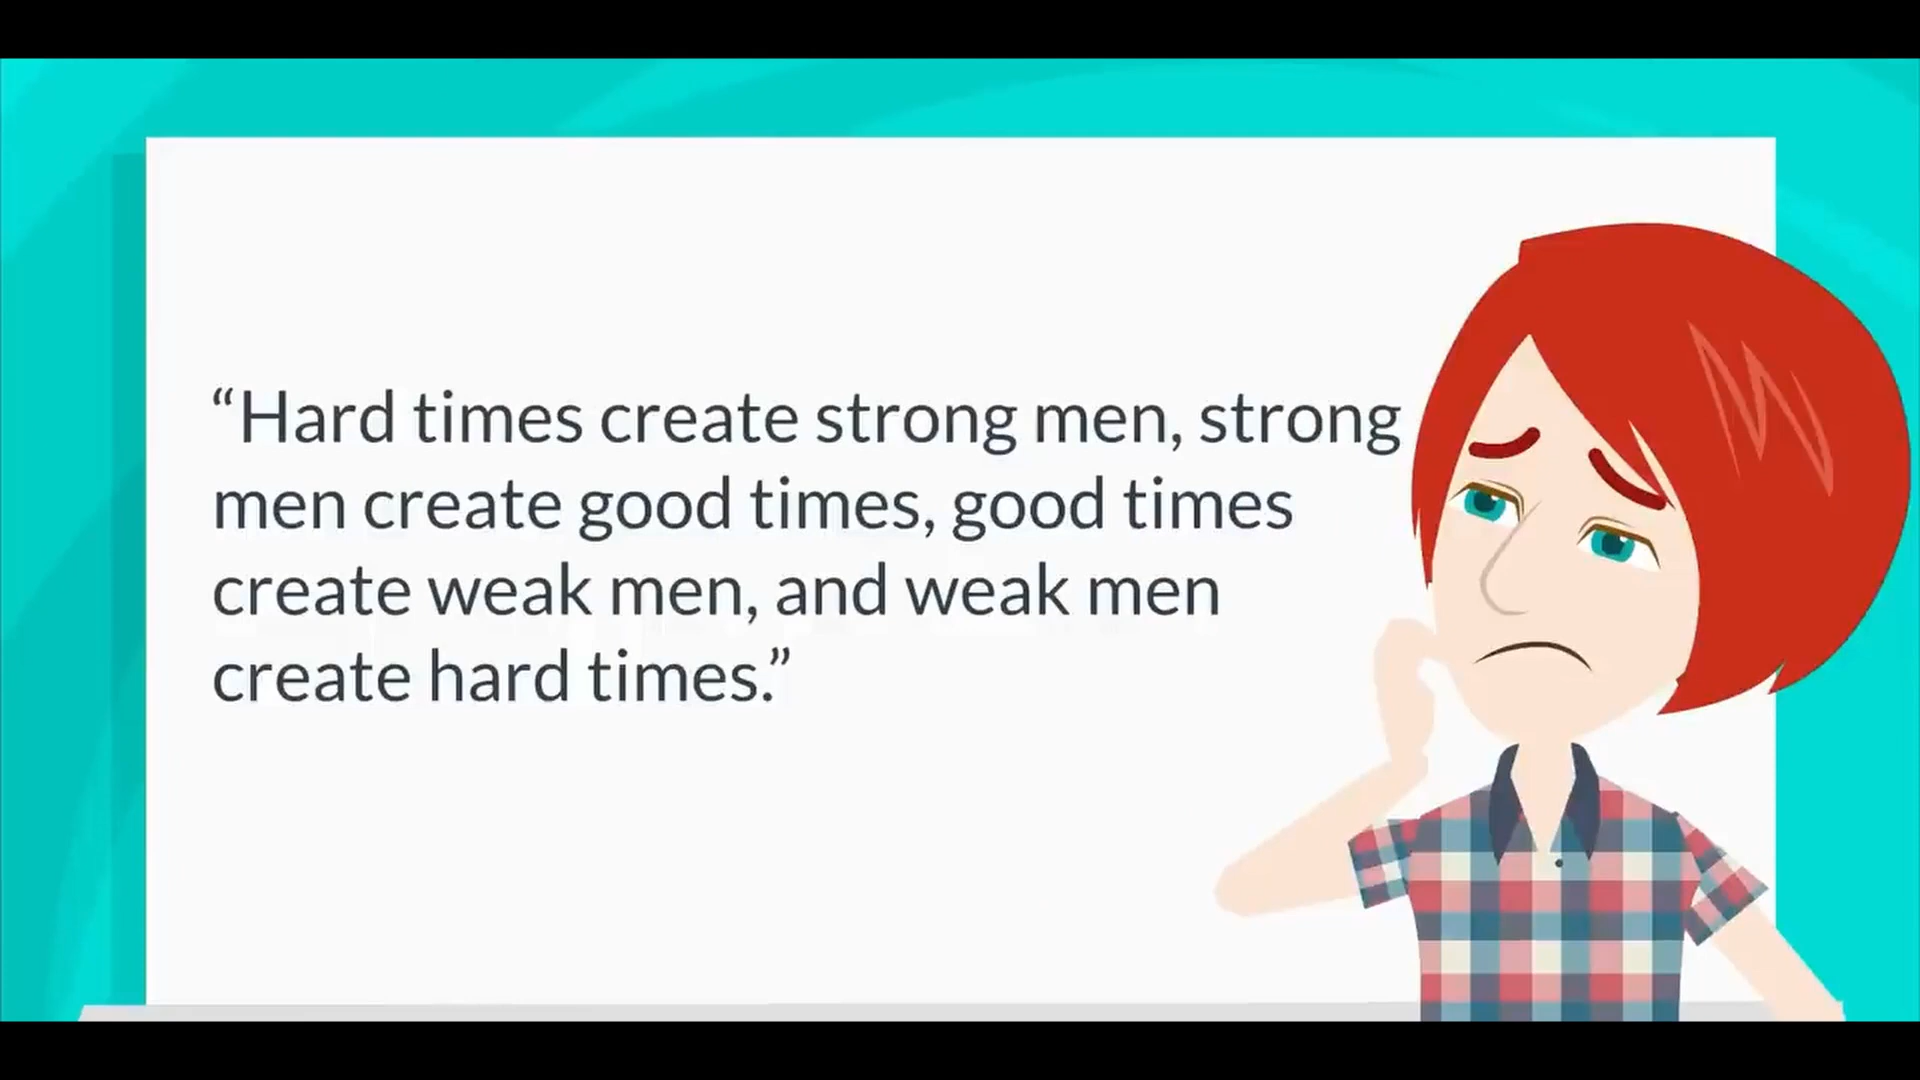 “Hard times create strong men, strong
men create good times, good times
create weak men, and weak men
create hard times.”